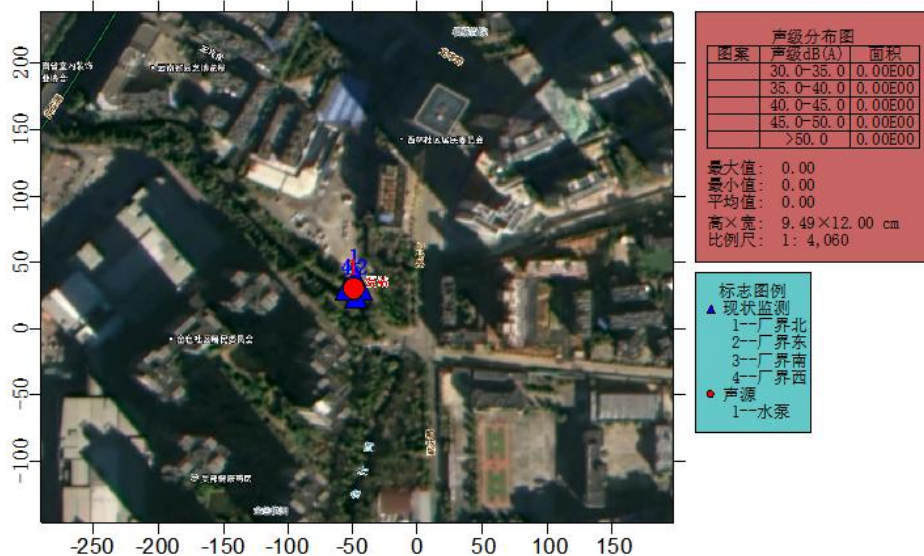 声级分布图
图案 声级dB(A) 面积
30.0-35.0 0.00E00
35.0-40.0 0.00E00
40.0-45.0 0.00E00
45.0-50.0 0.00E00
>50.0 0.00E00
最大值: 0.00
最小值: 0.00
平均值: 0.00
高×宽: 9.49×12.00 cm
比例尺: 1: 4,060
标志图例
现状监测
1--厂界北
2--厂界东
3--厂界南
4--厂界西
声源
1--水泵
200
150
100
50
0
-50
-100
-250 -200 -150 -100 -50 0 50 100 150
1
4
2